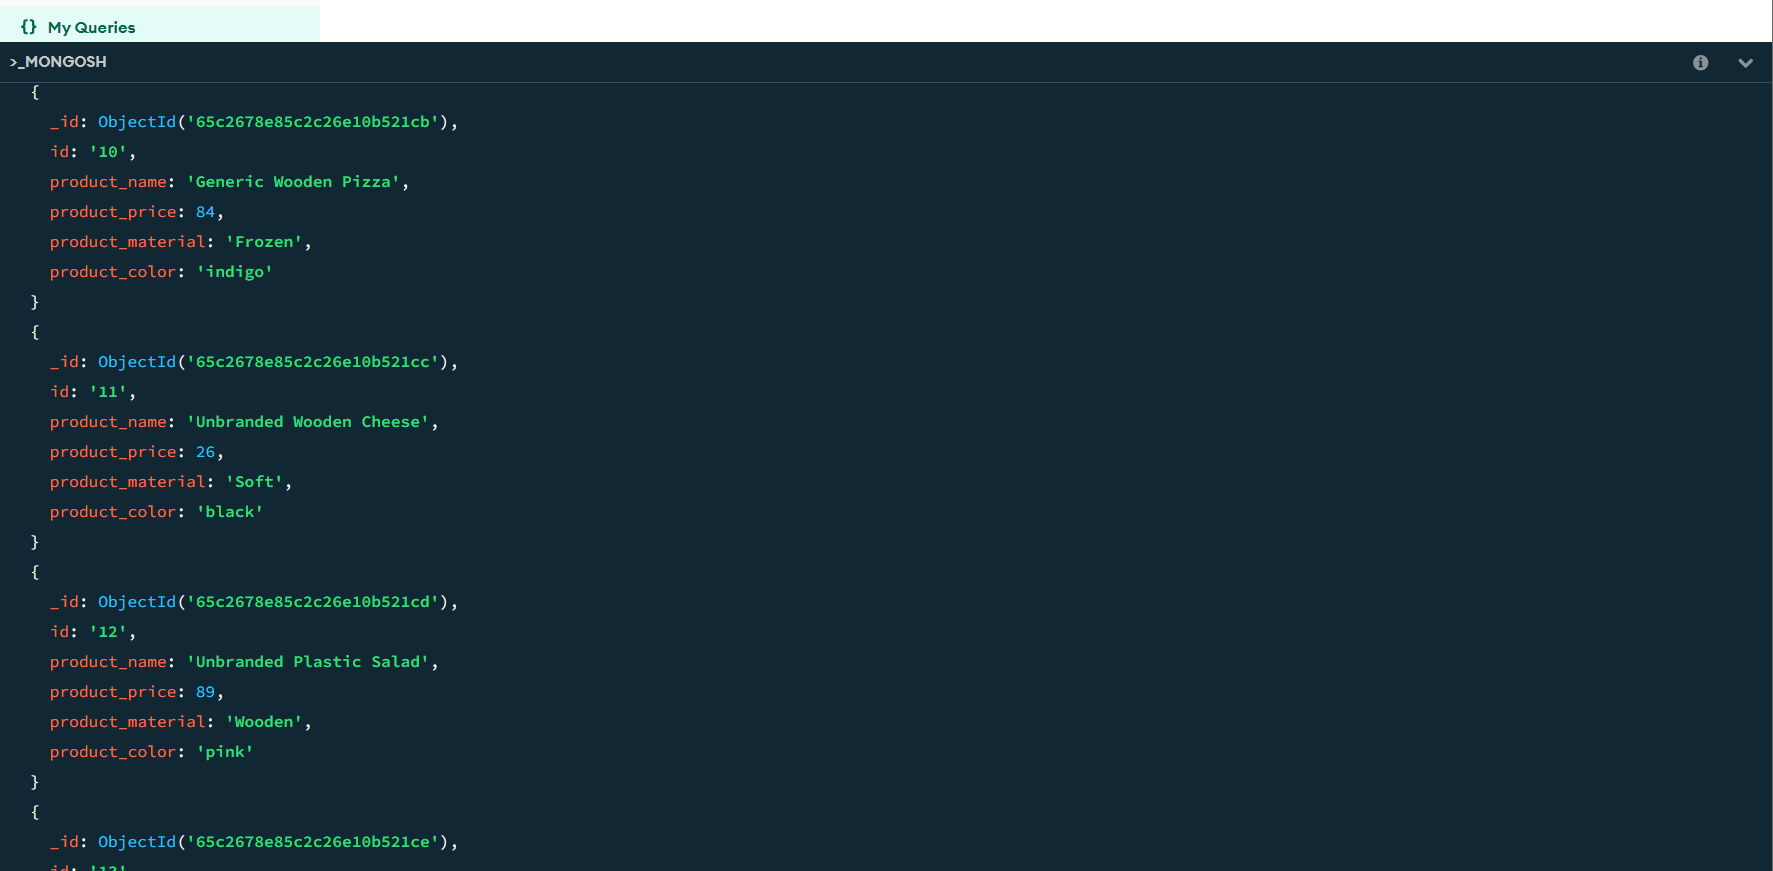 {} My Queries
>_MONGOSH
{
_id: ObjectId('65c2678e85c2c26e10b521cb'),
id: '10',
product_name: 'Generic Wooden Pizza',
product_price: 84,
product_material: 'Frozen',
product_color: 'indigo'
}
{
_id: ObjectId('65c2678e85c2c26e10b521cc'),
id: '11',
product_name: 'Unbranded Wooden Cheese',
product_price: 26,
product_material: 'Soft',
product_color: 'black'
}
{
_id: ObjectId('65c2678e85c2c26e10b521cd'),
id: '12',
product_name: 'Unbranded Plastic Salad',
product_price: 89,
product_material: 'Wooden',
product_color: 'pink'
}
{
_id: ObjectId('65c2678e85c2c26e10b521ce'),